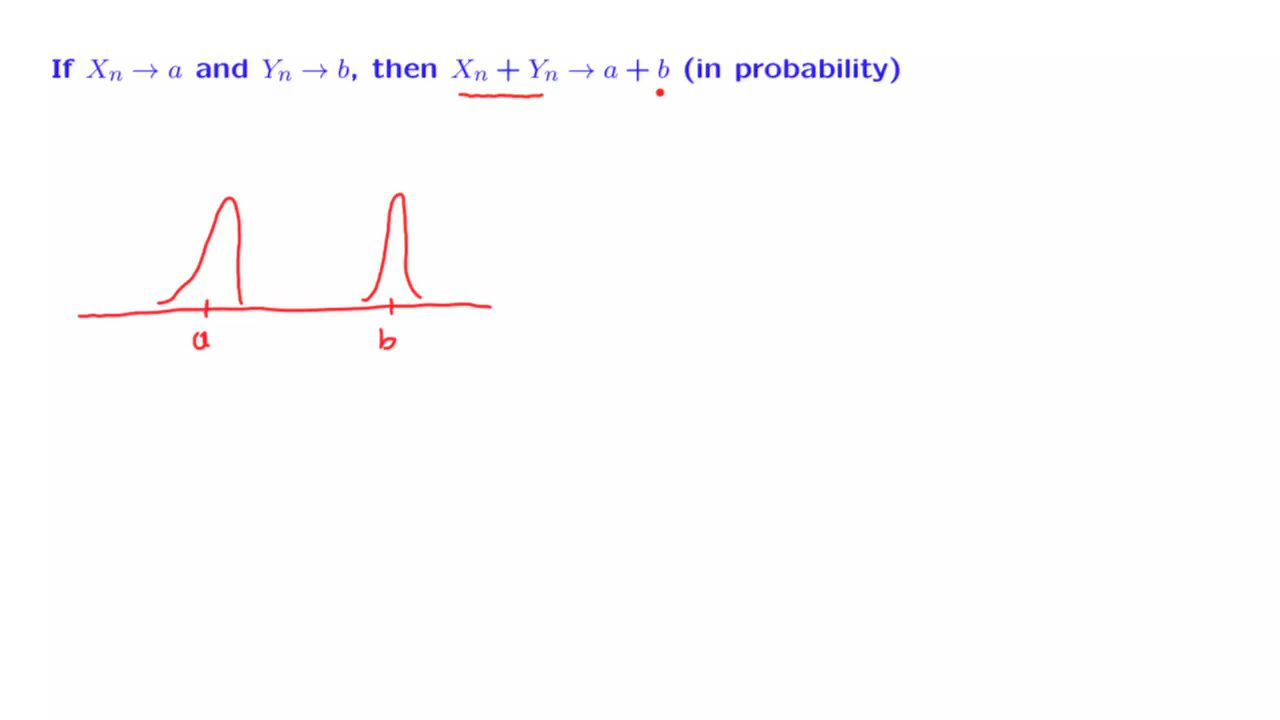 If Xₙ → a and Yₙ → b, then Xₙ + Yₙ → a + b (in probability)
a b